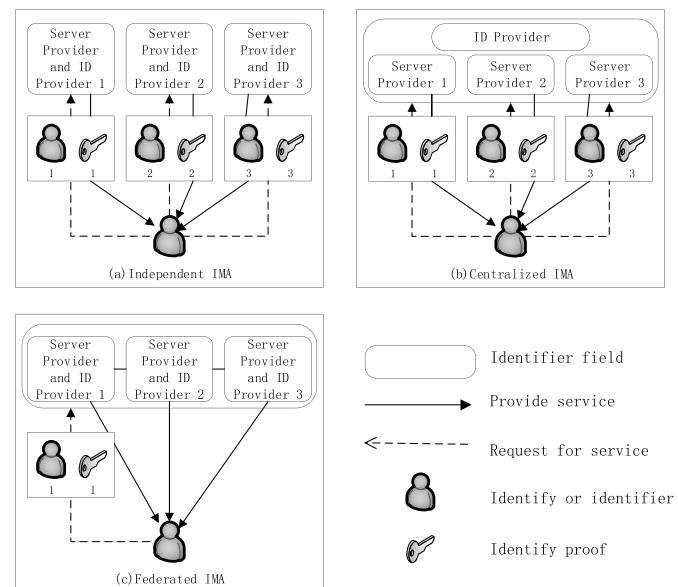 Server
Provider
and ID
Provider 1
Server
Provider
and ID
Provider 2
Server
Provider
and ID
Provider 3
1 1
2 2
3 3
(a)Independent IMA
ID Provider
Server
Provider 1
Server
Provider 2
Server
Provider 3
1 1
2 2
3 3
(b)Centralized IMA
Server
Provider
and ID
Provider 1
Server
Provider
and ID
Provider 2
Server
Provider
and ID
Provider 3
1 1
(c)Federated IMA
Identifier field
Provide service
Request for service
Identify or identifier
Identify proof